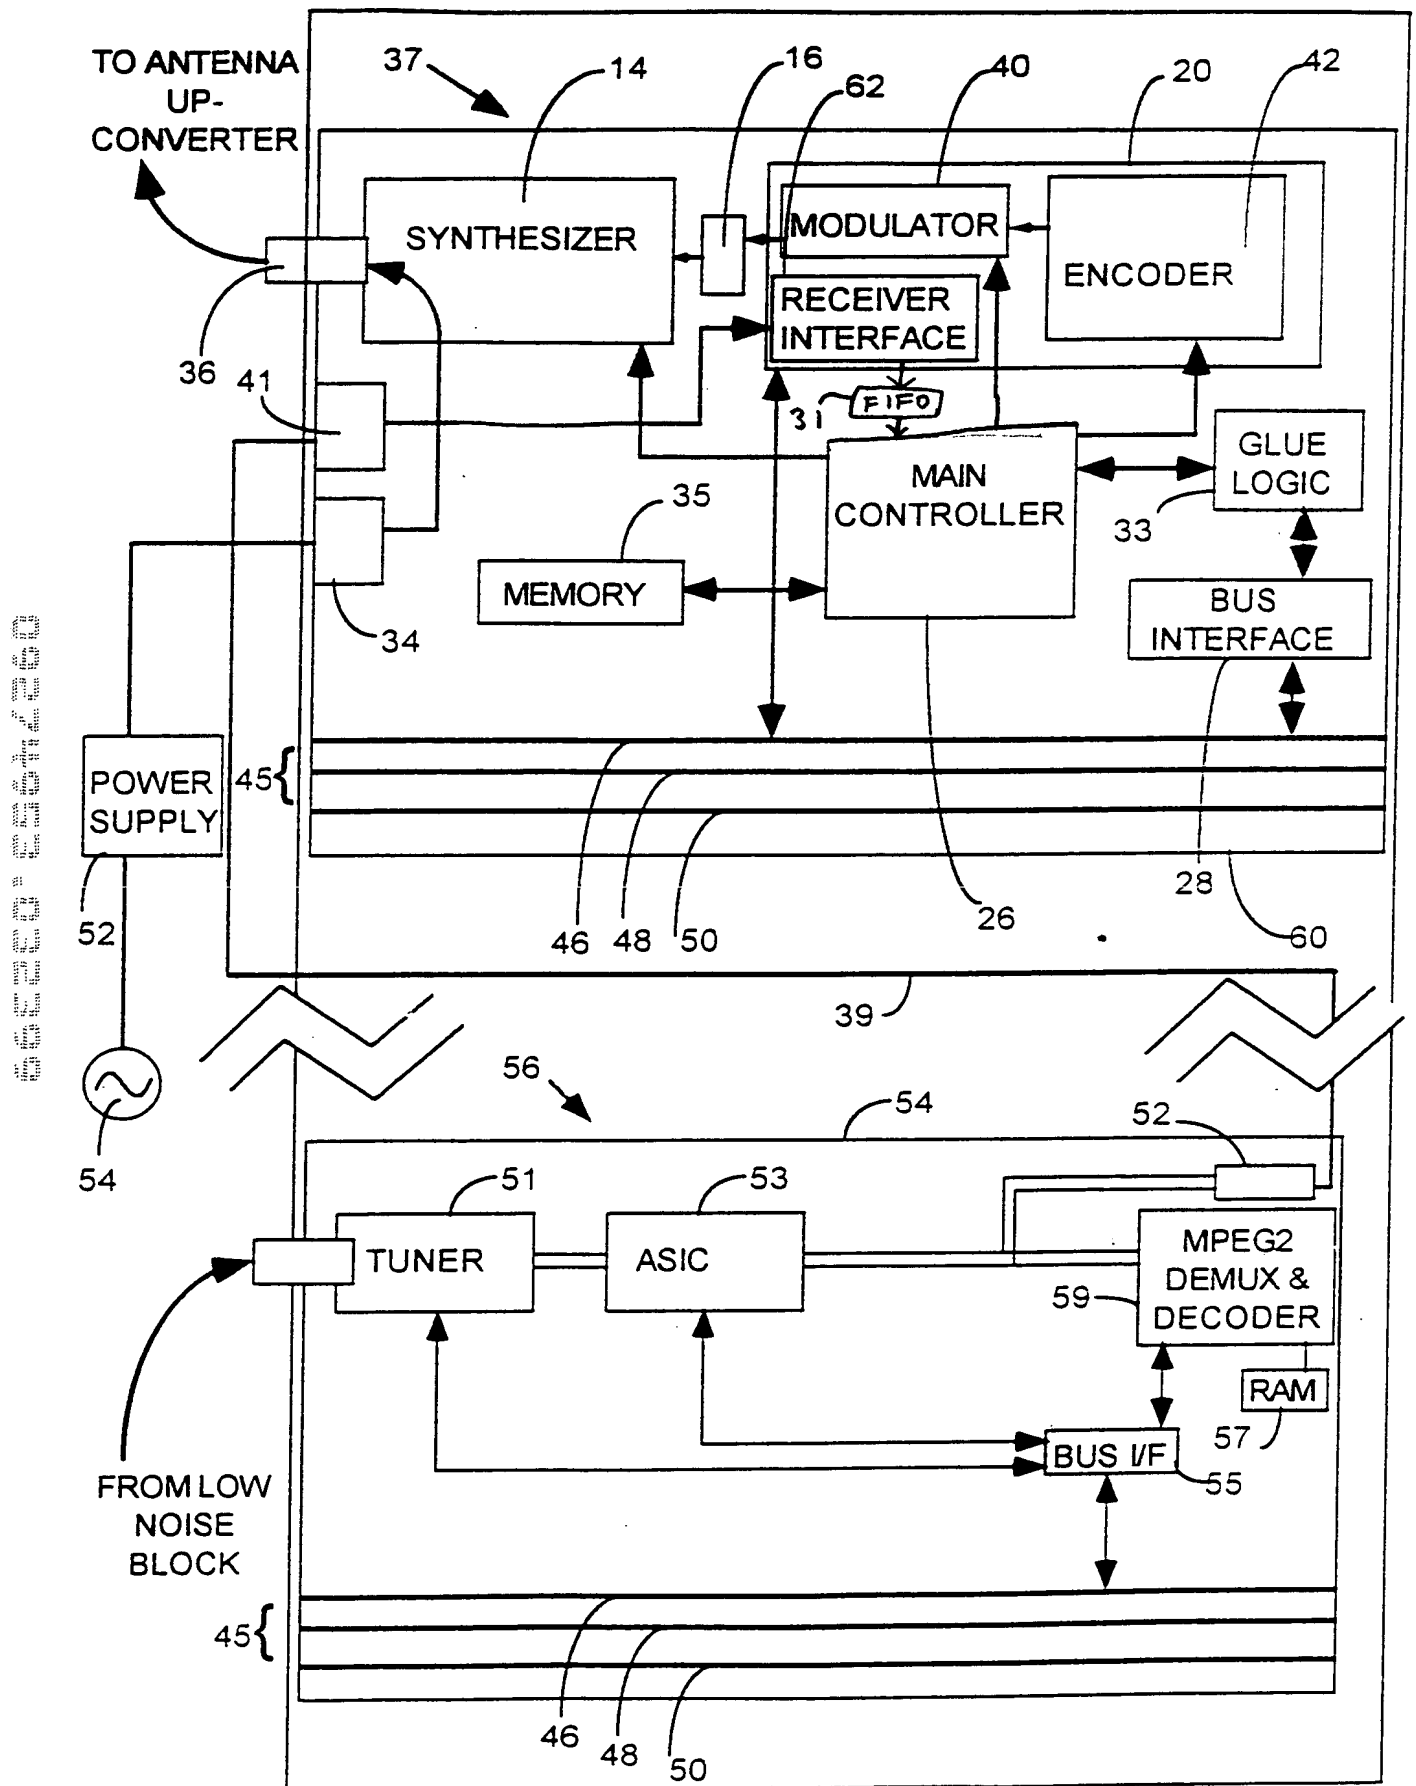 TO ANTENNA
UP-
CONVERTER
37
14
16
62
40
20
42
SYNTHESIZER
MODULATOR
ENCODER
RECEIVER
INTERFACE
36
41
31
FIFO
GLUE
LOGIC
33
MAIN
CONTROLLER
35
MEMORY
34
BUS
INTERFACE
POWER
SUPPLY
45{
52
46
48
50
26
28
60
39
54
56
54
52
51
53
TUNER
ASIC
MPEG2
DEMUX &
DECODER
59
RAM
57
BUS I/F
55
FROM LOW
NOISE
BLOCK
45{
46
48
50
09274953.032399